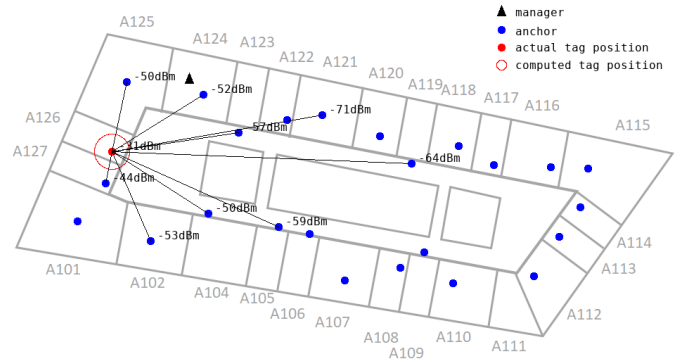 A125
A124
A123
A122
A121
A120
A119
A118
A117
A116
A115
manager
anchor
actual tag position
computed tag position
-50dBm
-52dBm
-71dBm
-57dBm
-64dBm
A126
A127
-44dBm
-50dBm
-59dBm
-53dBm
A101
A102
A104
A105
A106
A107
A108
A109
A110
A111
A112
A113
A114